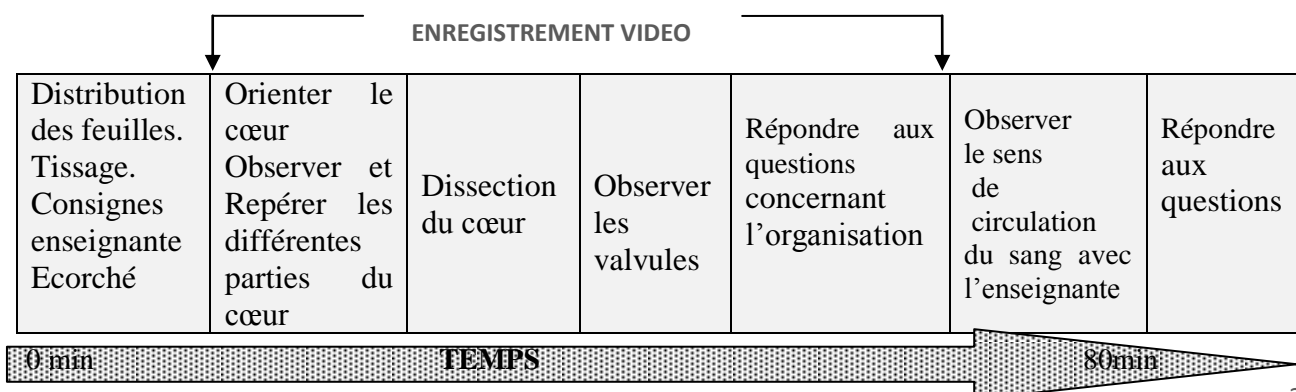 ENREGISTREMENT VIDEO
Distribution
des feuilles.
Tissage.
Consignes
enseignante
Ecorché
Orienter le
cœur
Observer et
Repérer les
différentes
parties du
cœur
Dissection
du cœur
Observer
les
valvules
Répondre aux
questions
concernant
l’organisation
Observer
le sens
de
circulation
du sang avec
l’enseignante
Répondre
aux
questions
0 min TEMPS 80min